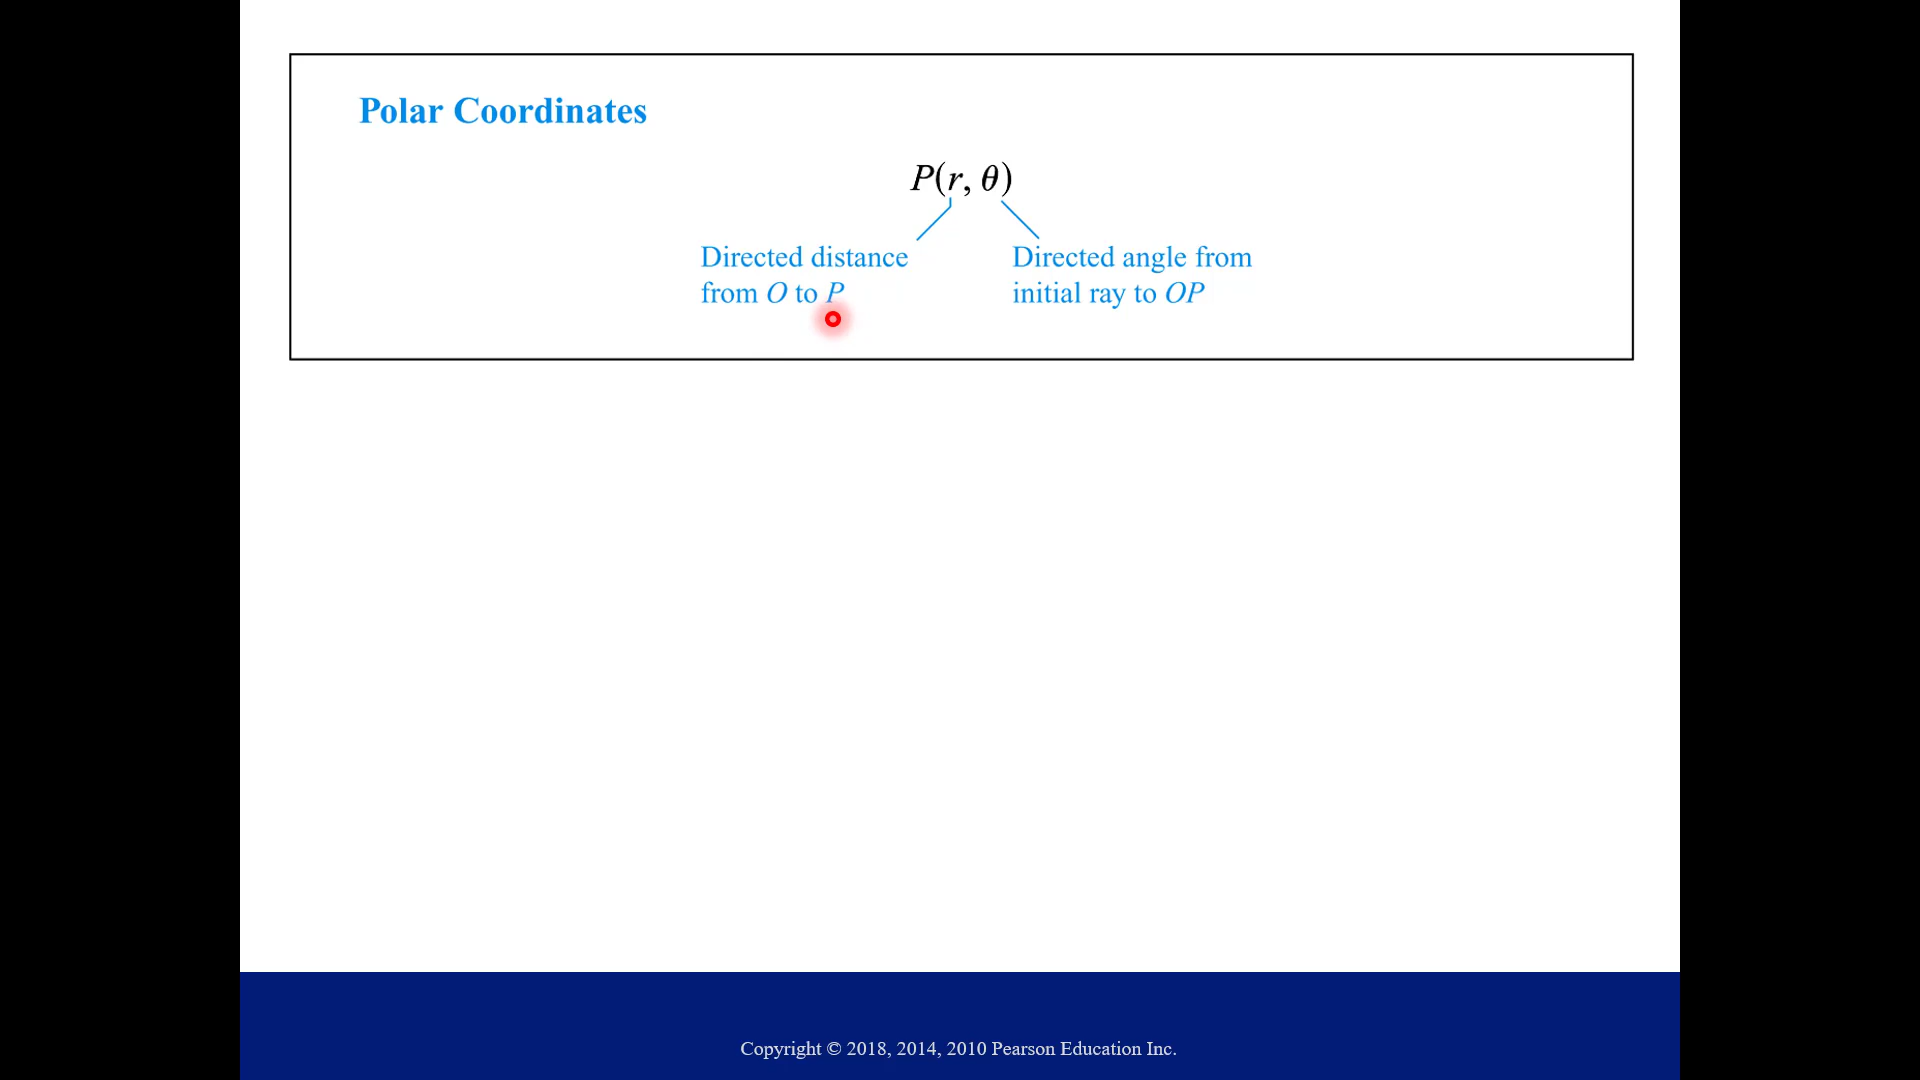 Polar Coordinates
P(r, θ)
Directed distance
from O to P
Directed angle from
initial ray to OP
Copyright © 2018, 2014, 2010 Pearson Education Inc.